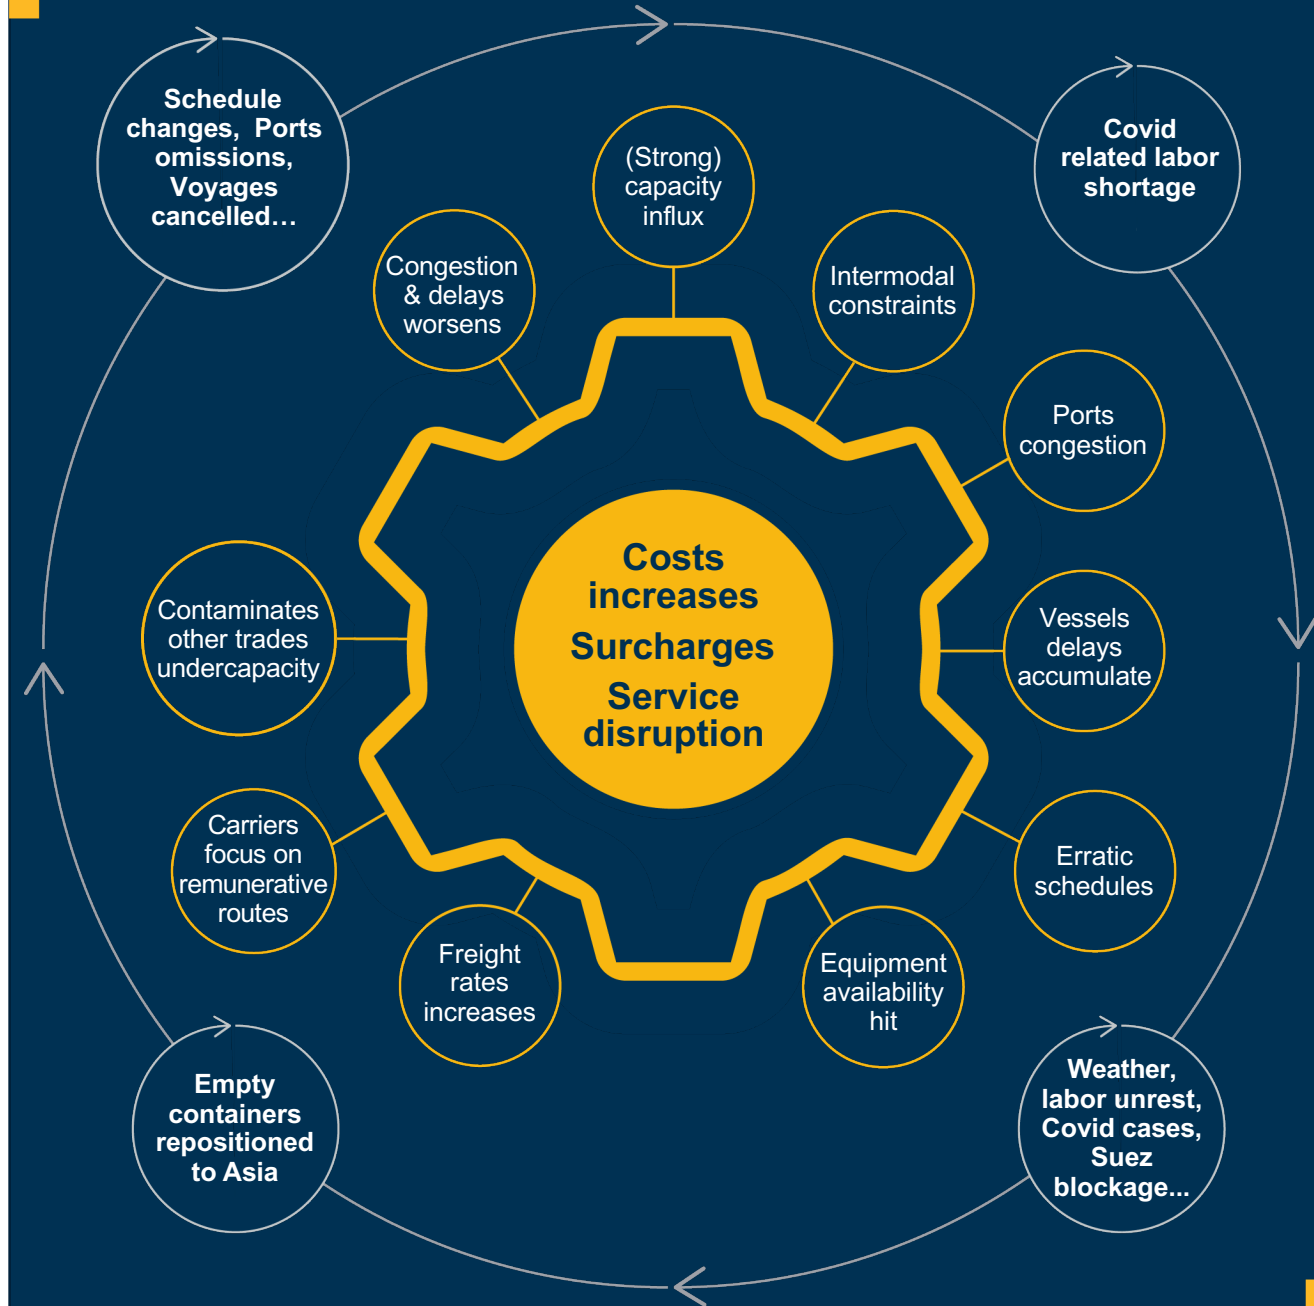 Schedule
changes, Ports
omissions,
Voyages
cancelled...
Covid
related labor
shortage
(Strong)
capacity
influx
Congestion
& delays
worsens
Intermodal
constraints
Ports
congestion
Costs
increases
Surcharges
Service
disruption
Contaminates
other trades
undercapacity
Vessels
delays
accumulate
Carriers
focus on
remunerative
routes
Erratic
schedules
Freight
rates
increases
Equipment
availability
hit
Empty
containers
repositioned
to Asia
Weather,
labor unrest,
Covid cases,
Suez
blockage...